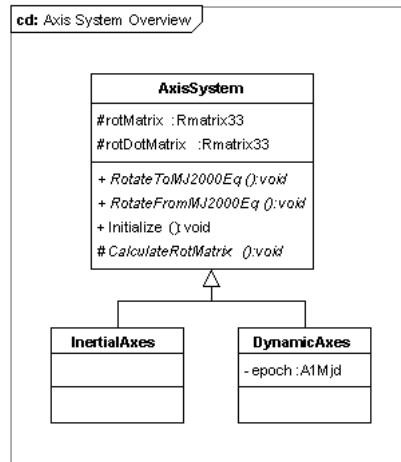 cd: Axis System Overview
AxisSystem
#rotMatrix :Rmatrix33
#rotDotMatrix :Rmatrix33
+ RotateToMJ2000Eq ():void
+ RotateFromMJ2000Eq ():void
+ Initialize ():void
# CalculateRotMatrix ():void
InertialAxes
DynamicAxes
- epoch :A1Mjd